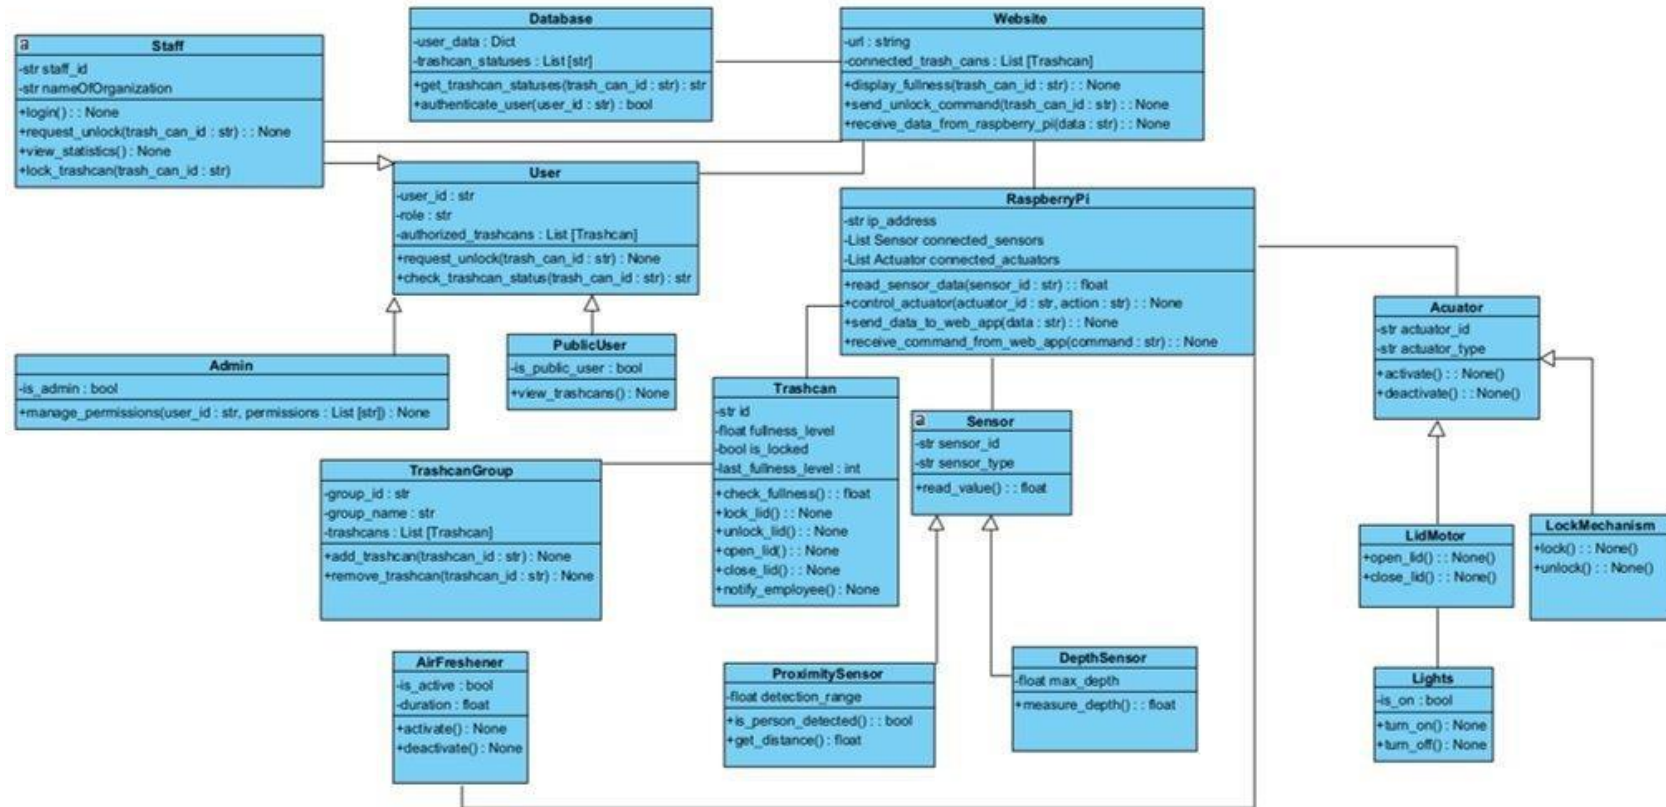 Database
-user_data : Dict
-trashcan_statuses : List [str]
+get_trashcan_statuses(trash_can_id : str) : str
+authenticate_user(user_id : str) : bool
Website
-url : string
-connected_trash_cans : List [Trashcan]
+display_fullness(trash_can_id : str) : : None
+send_unlock_command(trash_can_id : str) : : None
+receive_data_from_raspberry_pi(data : str) : : None
a
Staff
-str staff_id
-str nameOfOrganization
+login() : : None
+request_unlock(trash_can_id : str) : : None
+view_statistics() : None
+lock_trashcan(trash_can_id : str)
User
-user_id : str
-role : str
-authorized_trashcans : List [Trashcan]
+request_unlock(trash_can_id : str) : None
+check_trashcan_status(trash_can_id : str) : str
RaspberryPi
-str ip_address
-List Sensor connected_sensors
-List Actuator connected_actuators
+read_sensor_data(sensor_id : str) : : float
+control_actuator(actuator_id : str, action : str) : : None
+send_data_to_web_app(data : str) : : None
+receive_command_from_web_app(command : str) : : None
Acuator
-str actuator_id
-str actuator_type
+activate() : : None()
+deactivate() : : None()
Admin
-is_admin : bool
+manage_permissions(user_id : str, permissions : List [str]) : None
PublicUser
-is_public_user : bool
+view_trashcans() : None
Trashcan
-str id
-float fullness_level
-bool is_locked
-last_fullness_level : int
+check_fullness() : : float
+lock_lid() : : None
+unlock_lid() : : None
+open_lid() : : None
+close_lid() : : None
+notify_employee() : None
a
Sensor
-str sensor_id
-str sensor_type
+read_value() : : float
TrashcanGroup
-group_id : str
-group_name : str
-trashcans : List [Trashcan]
+add_trashcan(trashcan_id : str) : None
+remove_trashcan(trashcan_id : str) : None
LidMotor
+open_lid() : : None()
+close_lid() : : None()
LockMechanism
+lock() : : None()
+unlock() : : None()
AirFreshener
-is_active : bool
-duration : float
+activate() : None
+deactivate() : None
ProximitySensor
-float detection_range
+is_person_detected() : : bool
+get_distance() : float
DepthSensor
-float max_depth
+measure_depth() : : float
Lights
-is_on : bool
+turn_on() : None
+turn_off() : None